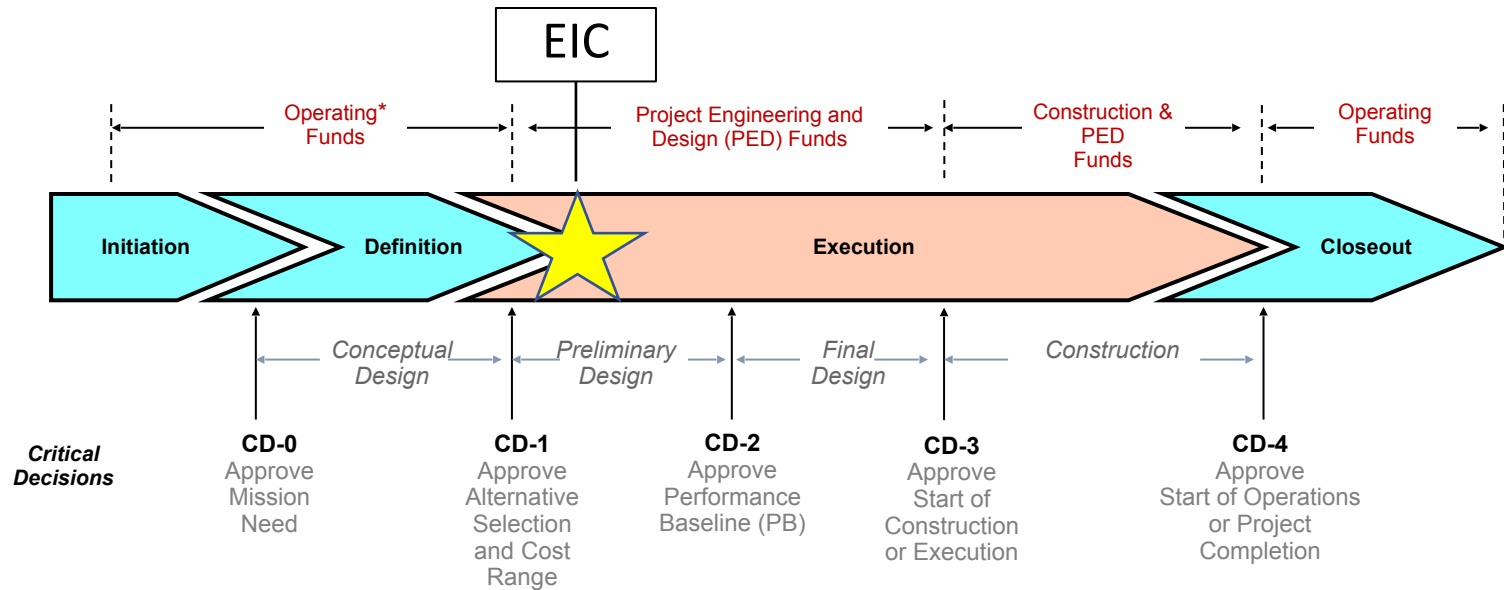 EIC
Operating*
Funds
Project Engineering and
Design (PED) Funds
Construction &
PED
Funds
Operating
Funds
Initiation
Definition
Execution
Closeout
Conceptual
Design
Preliminary
Design
Final
Design
Construction
Critical
Decisions
CD-0
Approve
Mission
Need
CD-1
Approve
Alternative
Selection
and Cost
Range
CD-2
Approve
Performance
Baseline (PB)
CD-3
Approve
Start of
Construction
or Execution
CD-4
Approve
Start of Operations
or Project
Completion